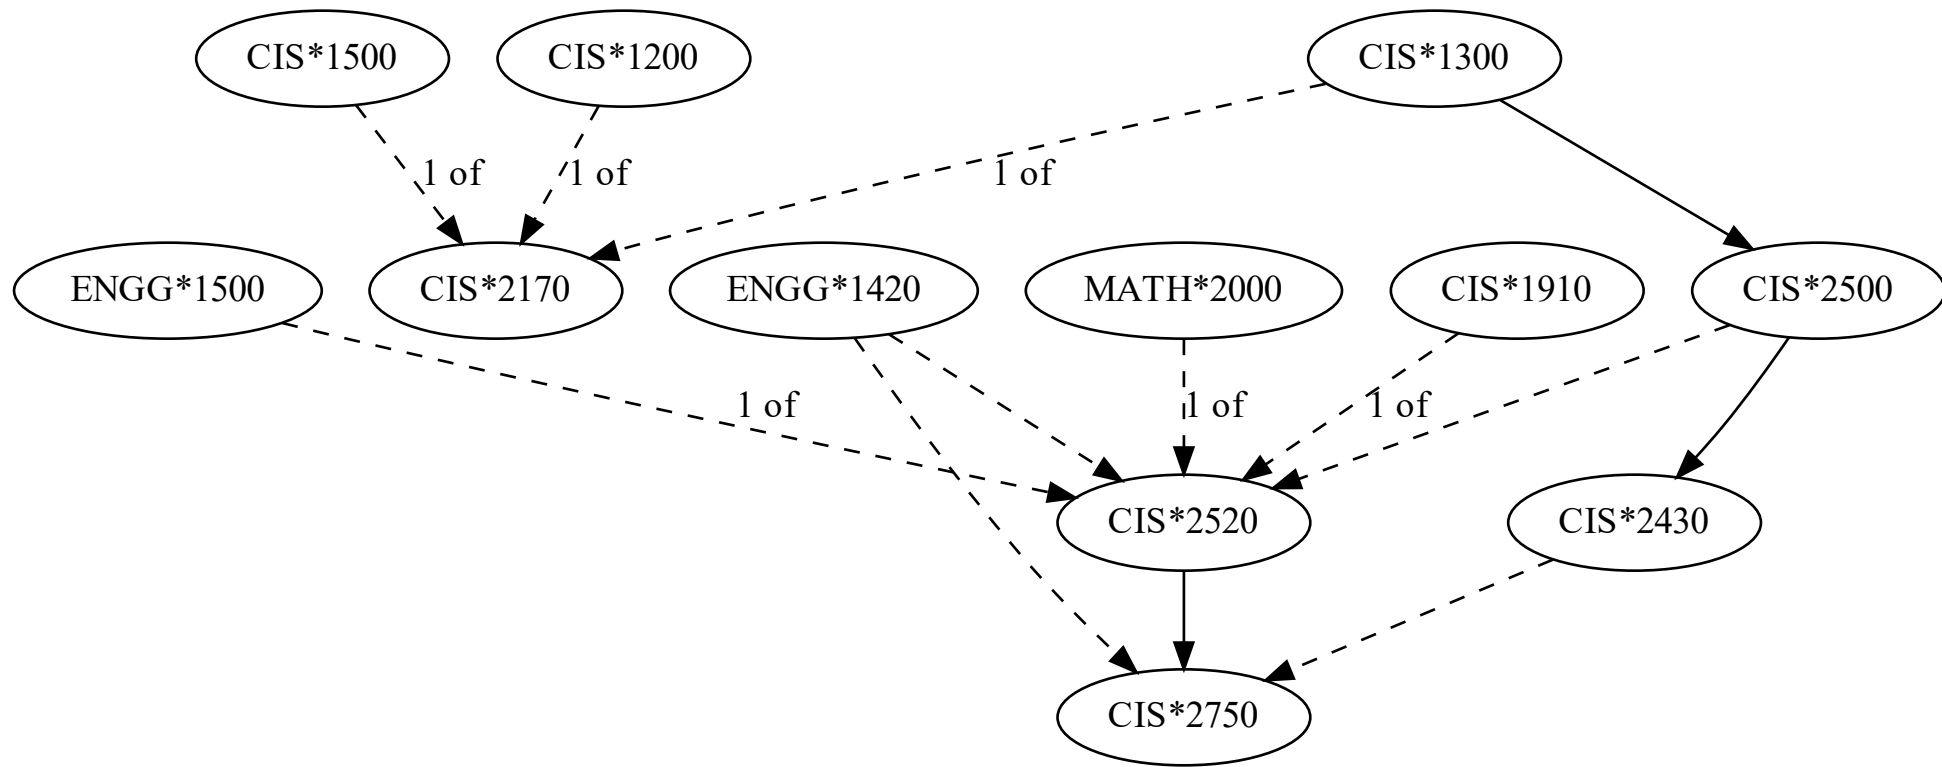 CIS*1500
CIS*1200
CIS*1300
1 of
1 of
1 of
ENGG*1500
CIS*2170
ENGG*1420
MATH*2000
CIS*1910
CIS*2500
1 of
1 of
1 of
CIS*2520
CIS*2430
CIS*2750